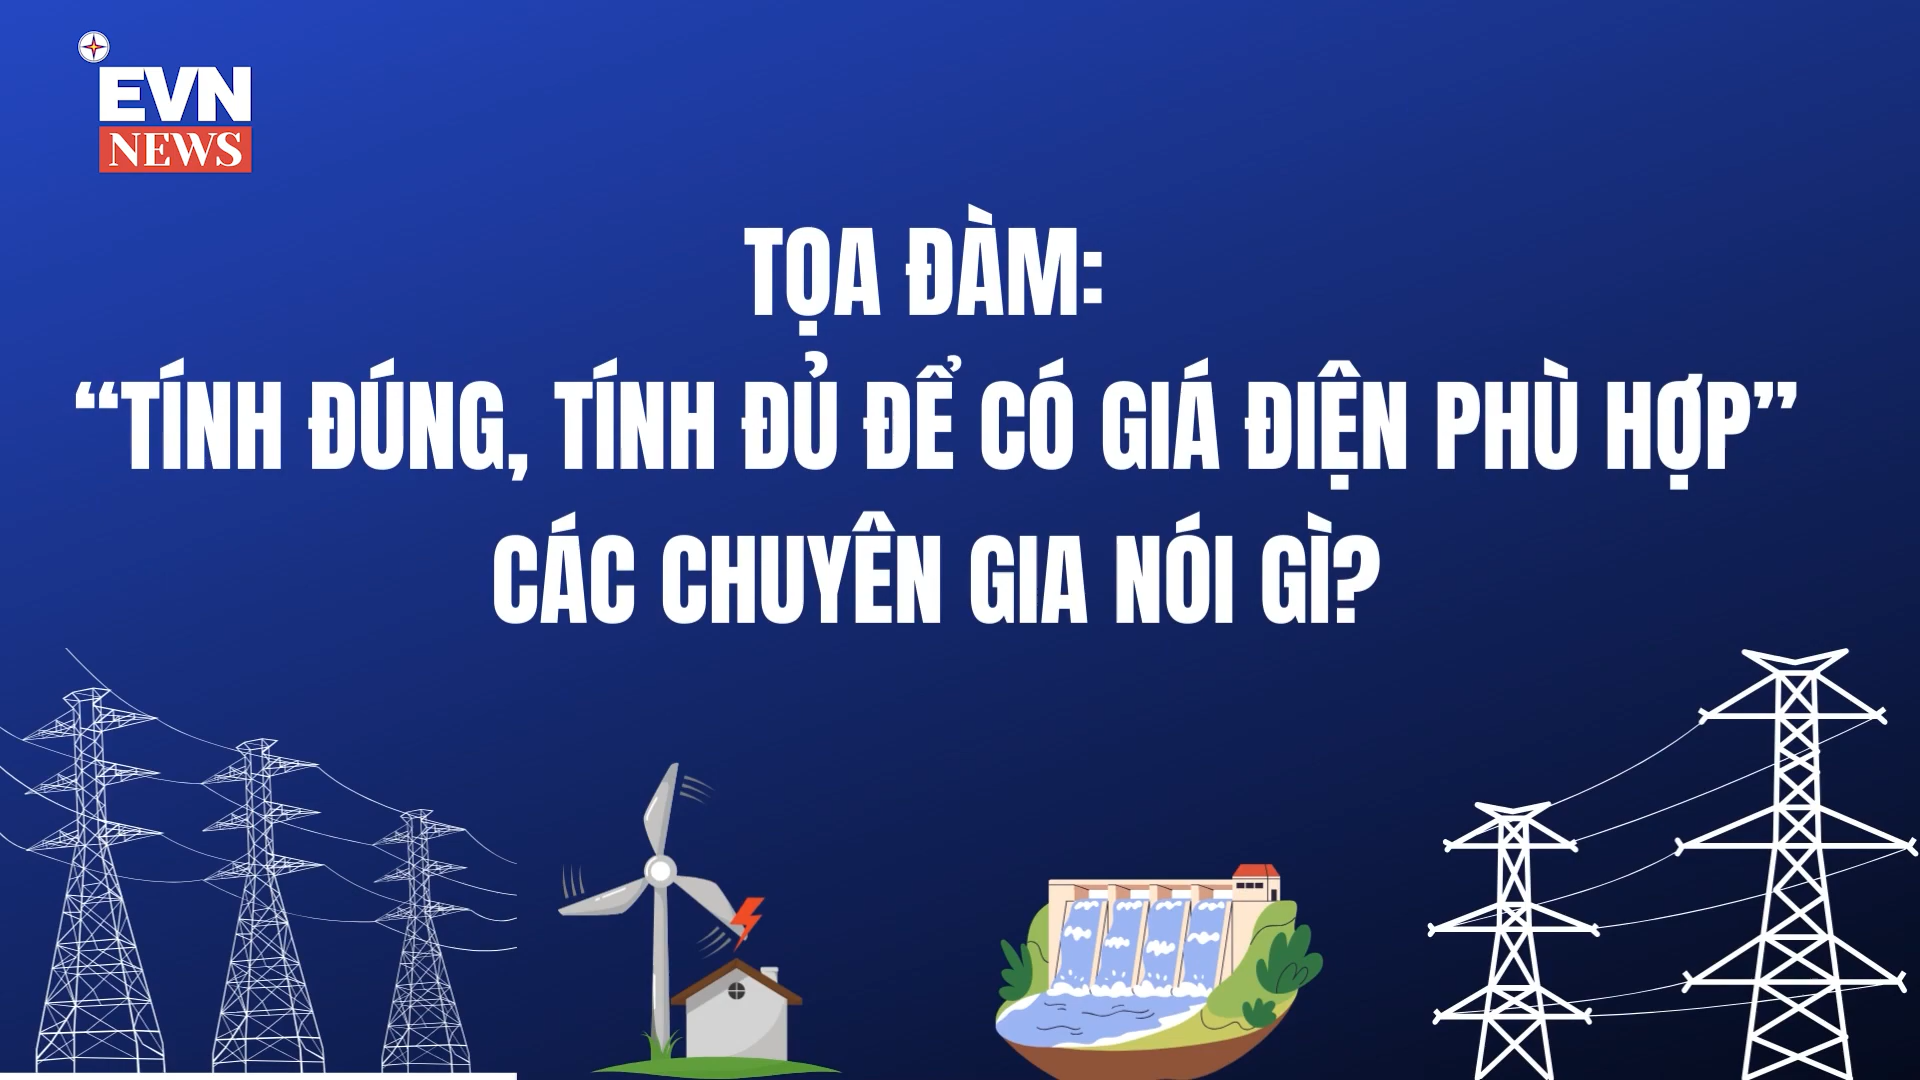 EVN
NEWS
TỌA ĐÀM:
“TÍNH ĐÚNG, TÍNH ĐỦ ĐỂ CÓ GIÁ ĐIỆN PHÙ HỢP”
CÁC CHUYÊN GIA NÓI GÌ?